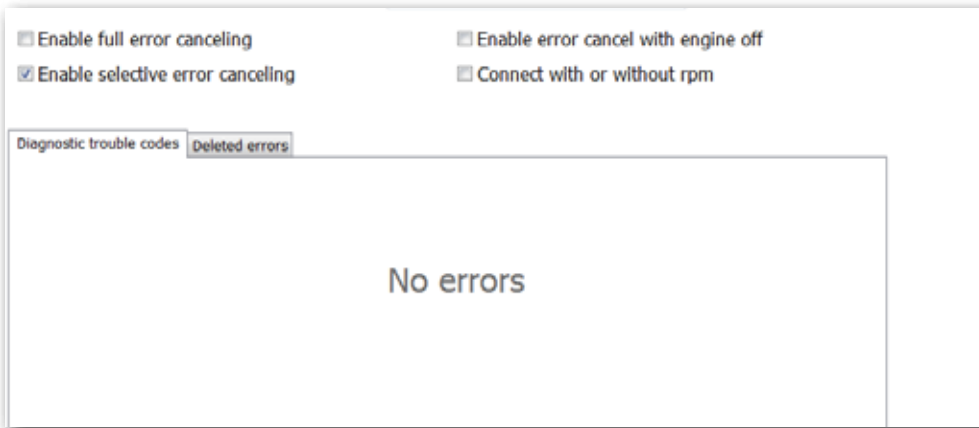 Enable full error canceling
Enable error cancel with engine off
Enable selective error canceling
Connect with or without rpm
Diagnostic trouble codes
Deleted errors
No errors